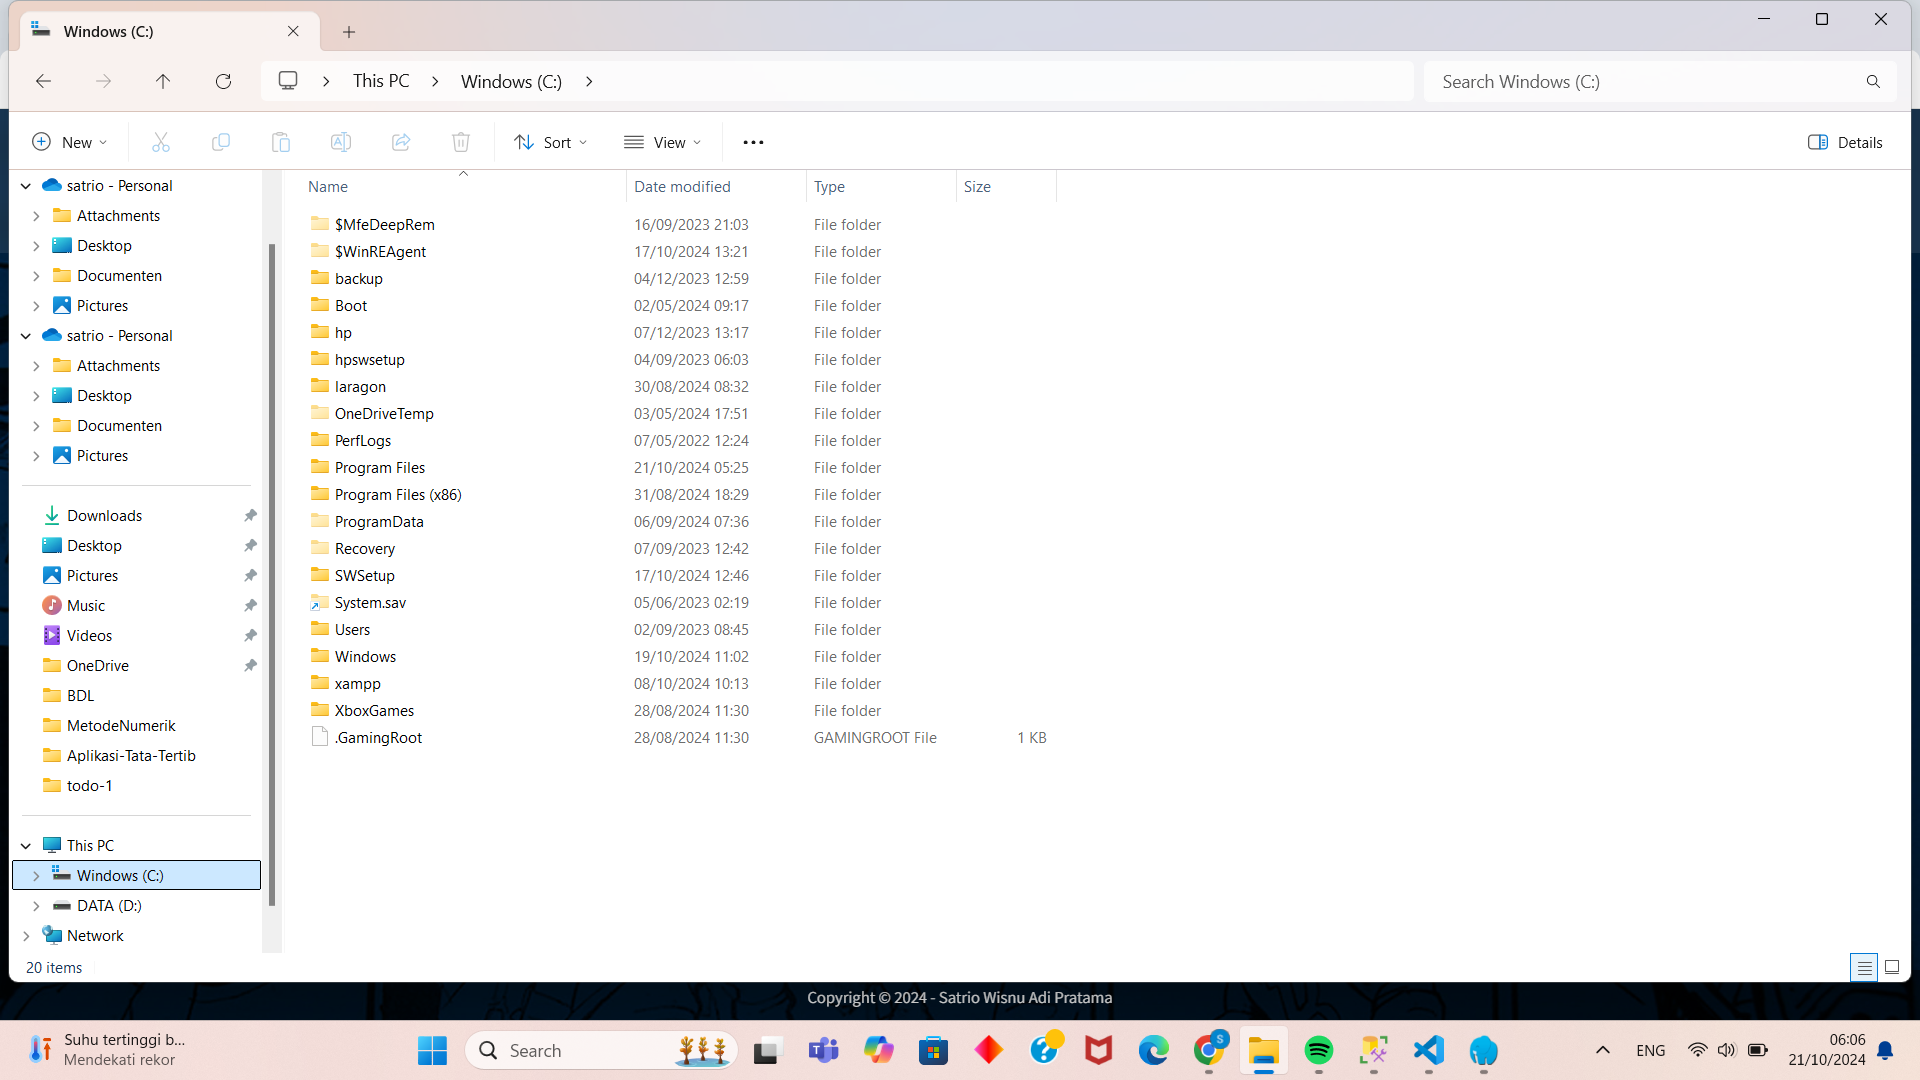 Windows (C:)
This PC
Windows (C:)
Search Windows (C:)
New
Sort
View
Details
satrio - Personal
Attachments
Desktop
Documenten
Pictures
satrio - Personal
Attachments
Desktop
Documenten
Pictures
Downloads
Desktop
Pictures
Music
Videos
OneDrive
BDL
MetodeNumerik
Aplikasi-Tata-Tertib
todo-1
This PC
Windows (C:)
DATA (D:)
Network
Name Date modified Type Size
$MfeDeepRem 16/09/2023 21:03 File folder
$WinREAgent 17/10/2024 13:21 File folder
backup 04/12/2023 12:59 File folder
Boot 02/05/2024 09:17 File folder
hp 07/12/2023 13:17 File folder
hpswsetup 04/09/2023 06:03 File folder
laragon 30/08/2024 08:32 File folder
OneDriveTemp 03/05/2024 17:51 File folder
PerfLogs 07/05/2022 12:24 File folder
Program Files 21/10/2024 05:25 File folder
Program Files (x86) 31/08/2024 18:29 File folder
ProgramData 06/09/2024 07:36 File folder
Recovery 07/09/2023 12:42 File folder
SWSetup 17/10/2024 12:46 File folder
System.sav 05/06/2023 02:19 File folder
Users 02/09/2023 08:45 File folder
Windows 19/10/2024 11:02 File folder
xampp 08/10/2024 10:13 File folder
XboxGames 28/08/2024 11:30 File folder
.GamingRoot 28/08/2024 11:30 GAMINGROOT File 1 KB
20 items
Copyright © 2024 - Satrio Wisnu Adi Pratama
Suhu tertinggi b...
Mendekati rekor
Search
S
ENG
06:06
21/10/2024